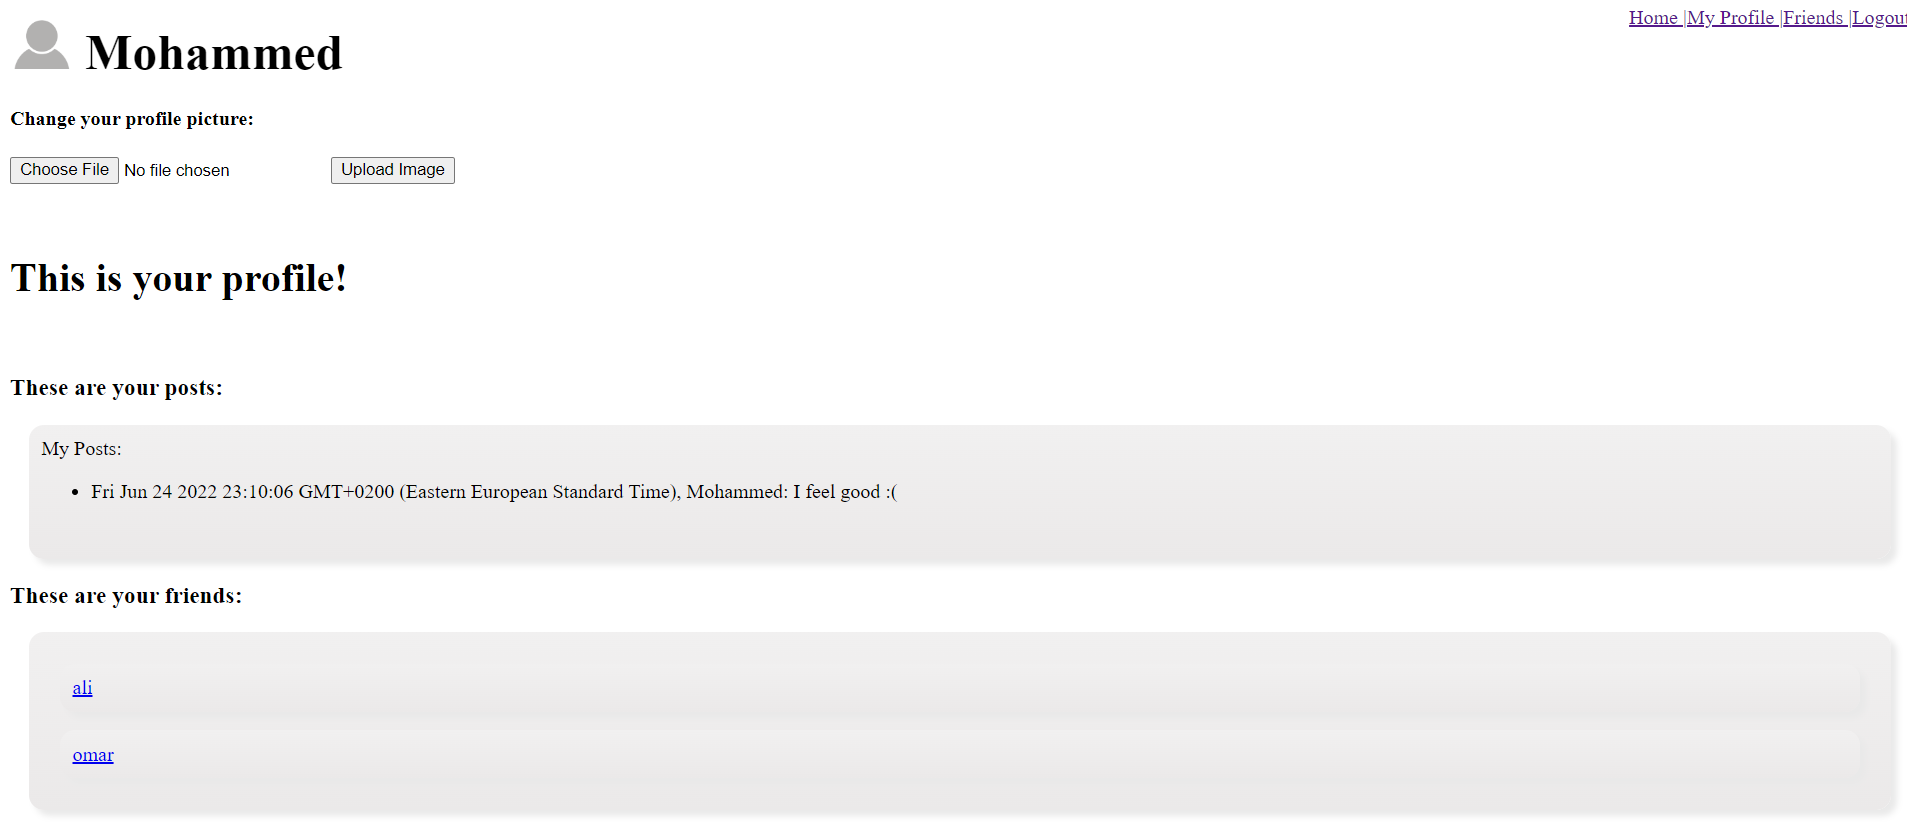 Home |My Profile |Friends |Logout
Mohammed
Change your profile picture:
Choose File No file chosen Upload Image
This is your profile!
These are your posts:
My Posts:
Fri Jun 24 2022 23:10:06 GMT+0200 (Eastern European Standard Time), Mohammed: I feel good :(
These are your friends:
ali
omar